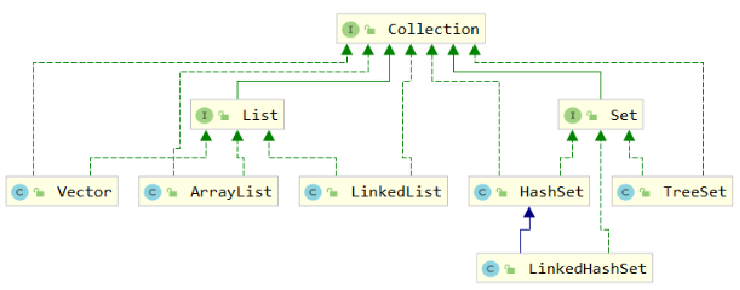 I Collection
I List
I Set
C Vector
C ArrayList
C LinkedList
C HashSet
C TreeSet
C LinkedHashSet